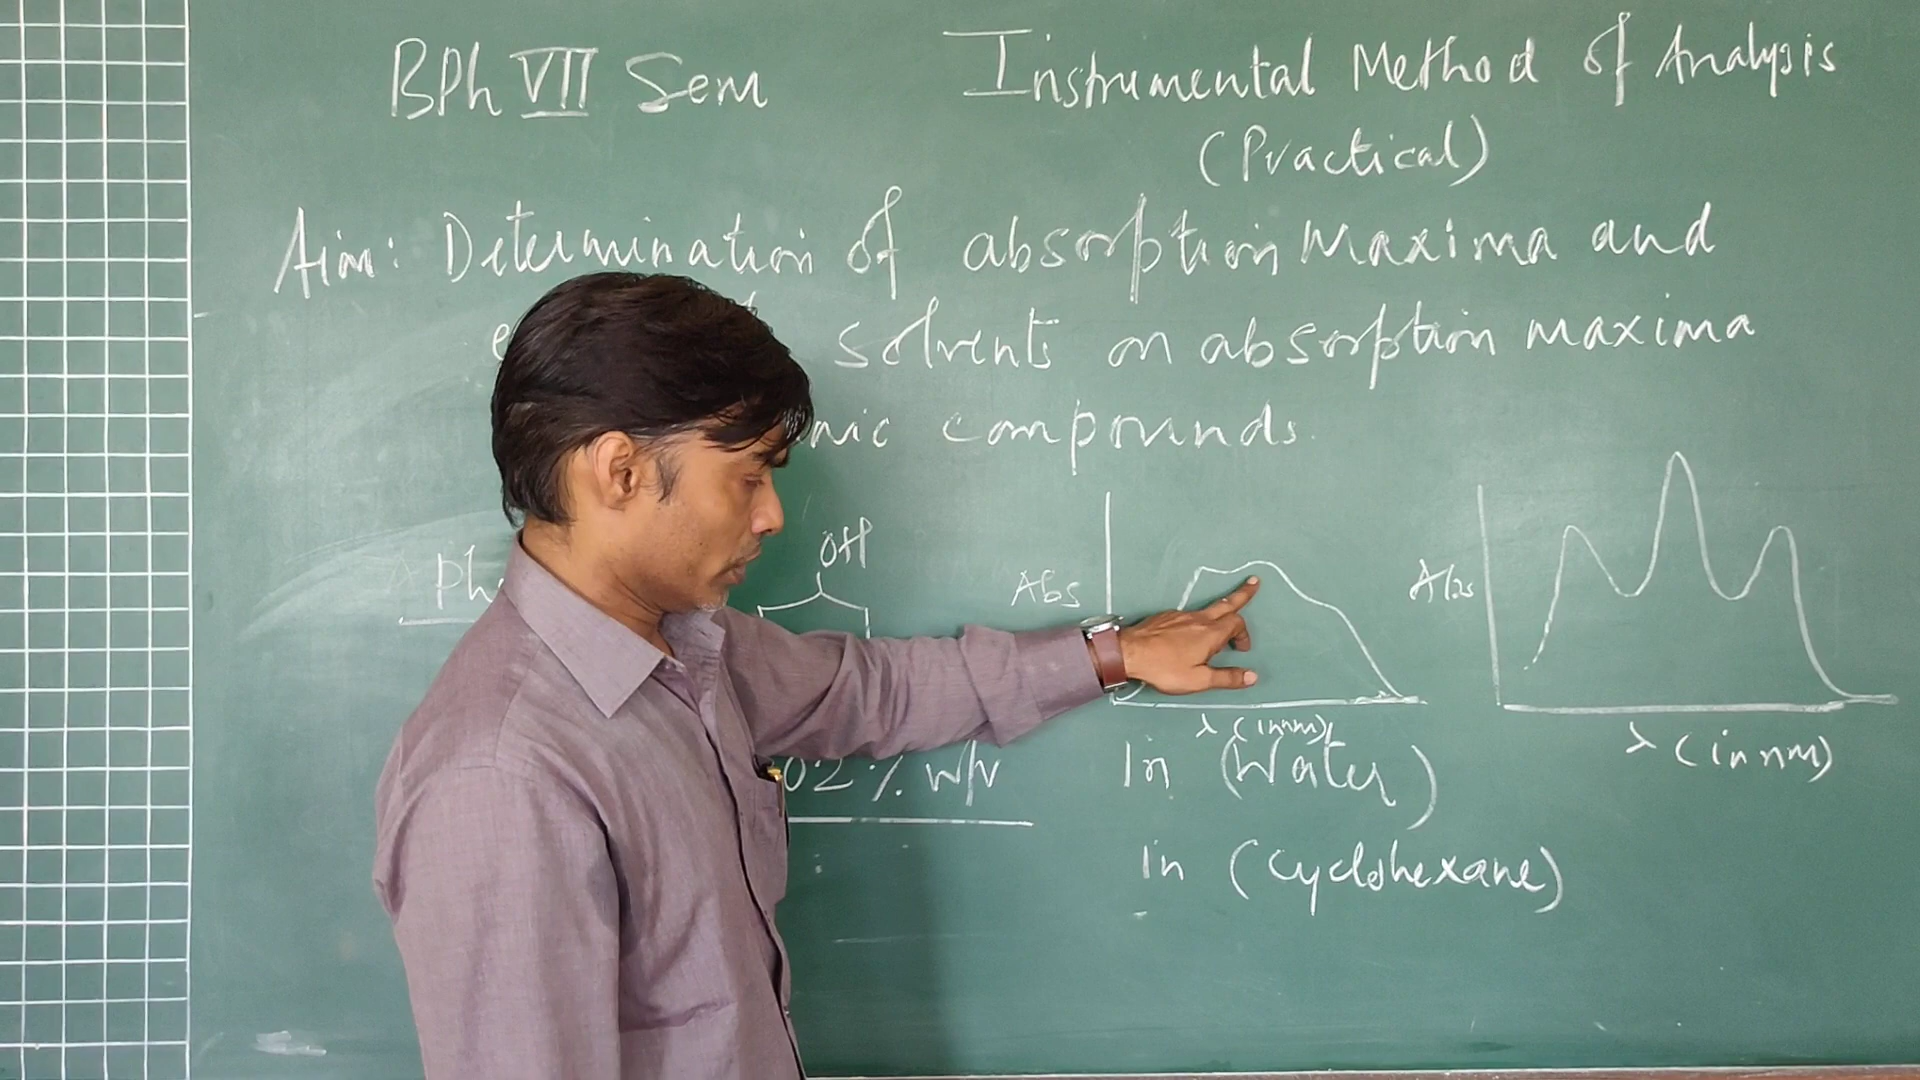 BPh VII Sem
Instrumental Method of Analysis
(Practical)
Aim: Determination of absorption maxima and
solvents on absorption maxima
compounds.
OH
Abs
λ (in nm)
In (Water)
Abs
λ (in nm)
02 % w/v
In (Cyclohexane)